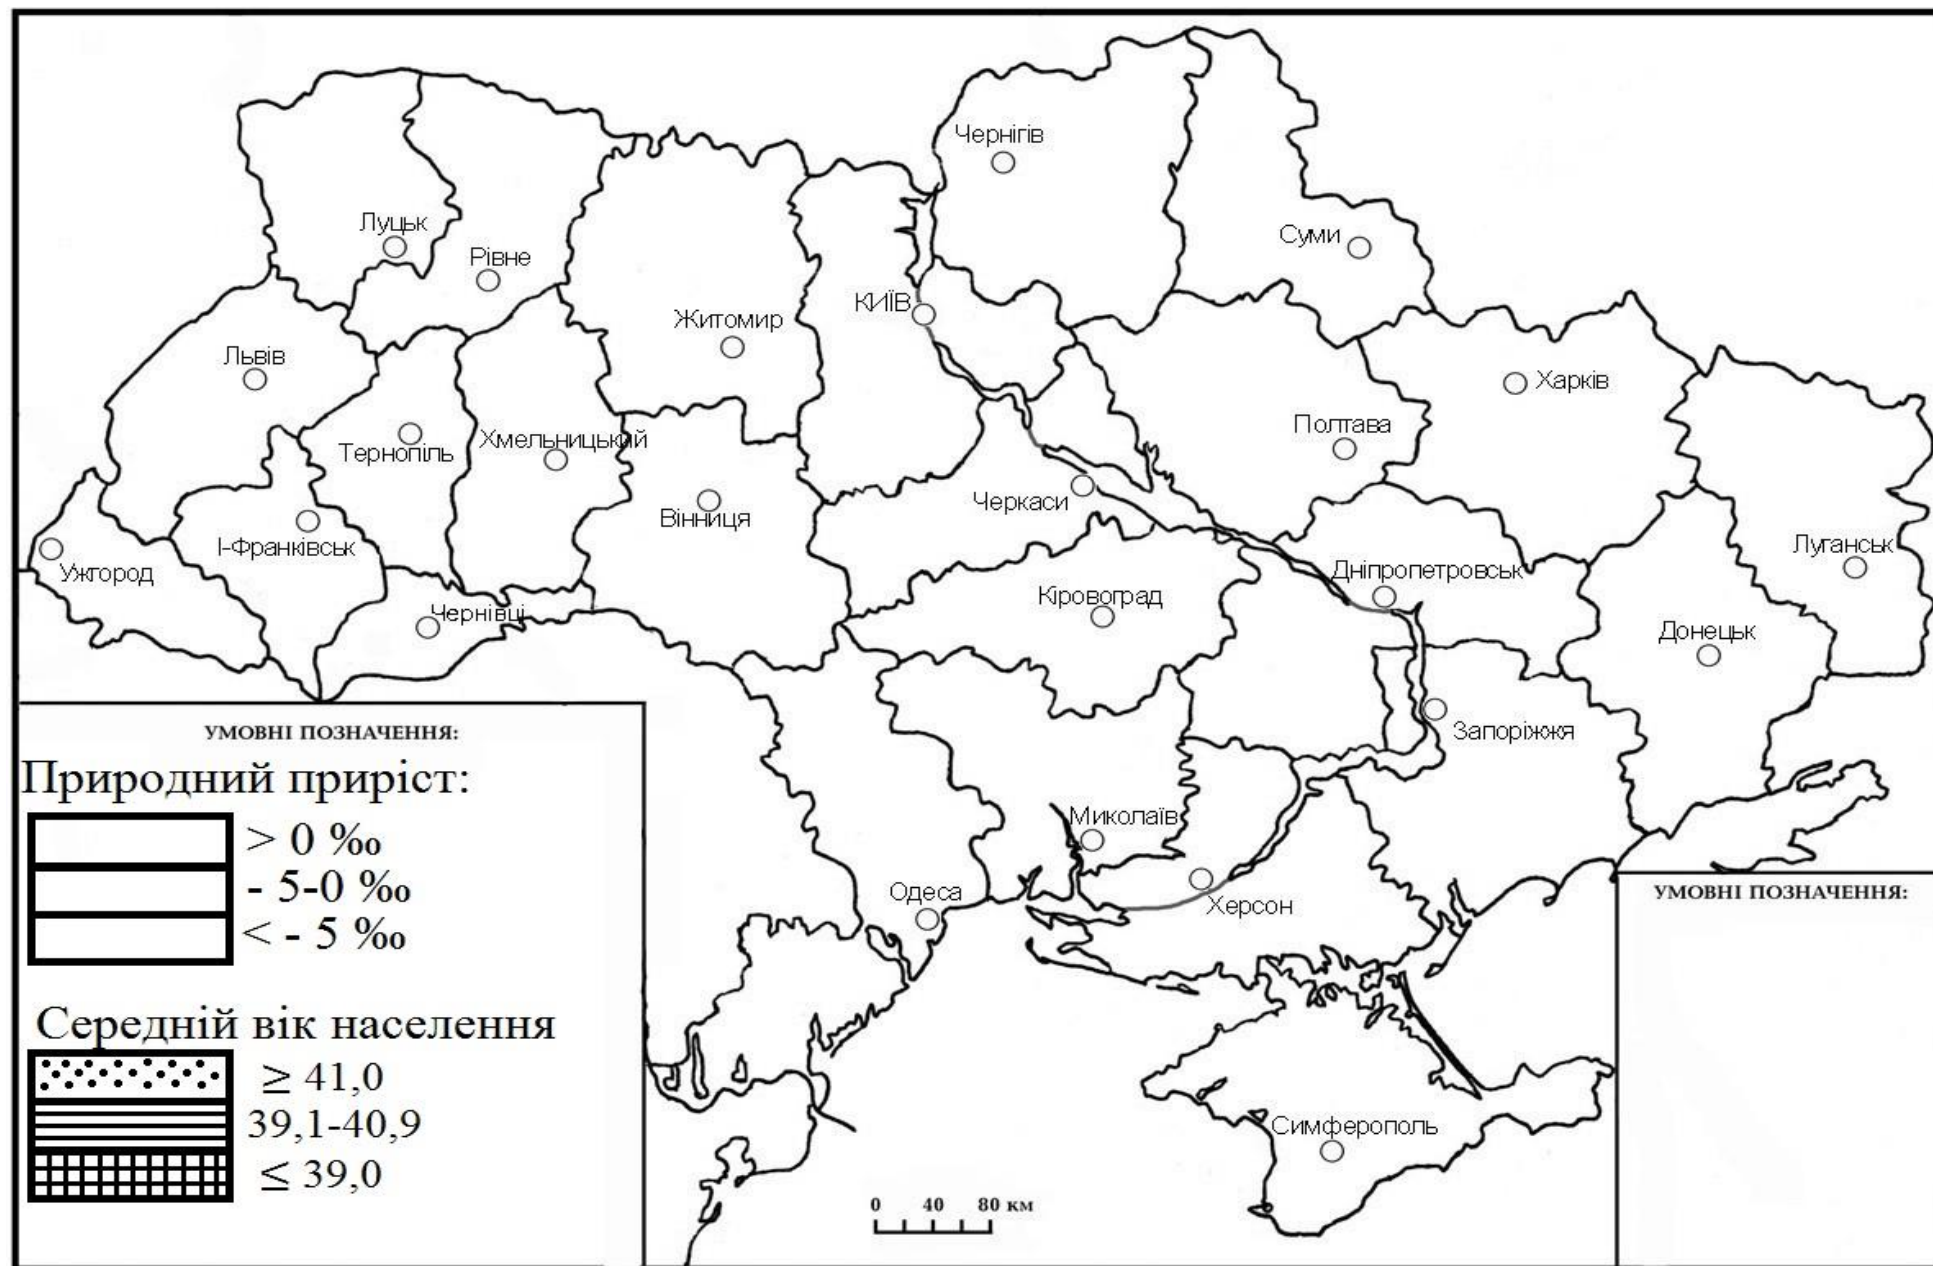 Чернігів
Луцьк
Суми
Рівне
КИЇВ
Житомир
Львів
Харків
Полтава
Хмельницький
Тернопіль
Черкаси
Вінниця
І-Франківськ
Луганськ
Ужгород
Дніпропетровськ
Кіровоград
Чернівці
Донецьк
Запоріжжя
Миколаїв
Одеса
Херсон
Симферополь
УМОВНІ ПОЗНАЧЕННЯ:
Природний приріст:
> 0 ‰
- 5-0 ‰
< - 5 ‰
Середній вік населення
≥ 41,0
39,1-40,9
≤ 39,0
0 40 80 км
УМОВНІ ПОЗНАЧЕННЯ: